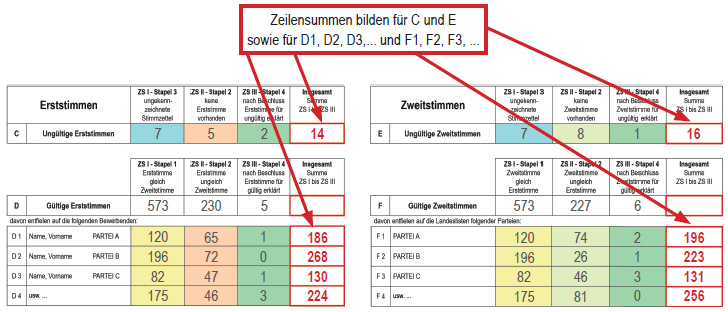 Zeilensummen bilden für C und E
sowie für D1, D2, D3,... und F1, F2, F3, ...
Erststimmen
ZS I - Stapel 3
ungekenn-
zeichnete
Stimmzettel
ZS II - Stapel 2
keine
Erststimme
vorhanden
ZS III - Stapel 4
nach Beschluss
Erststimme für
ungültig erklärt
Insgesamt
Summe
ZS I bis ZS III
C Ungültige Erststimmen 7 5 2 14
ZS I - Stapel 1
Erststimme
gleich
Zweitstimme
ZS II - Stapel 2
Erststimme
ungleich
Zweitstimme
ZS III - Stapel 4
nach Beschluss
Erststimme für
gültig erklärt
Insgesamt
Summe
ZS I bis ZS III
D Gültige Erststimmen 573 230 5
davon entfielen auf die folgenden Bewerbenden:
D 1 Name, Vorname PARTEI A 120 65 1 186
D 2 Name, Vorname PARTEI B 196 72 0 268
D 3 Name, Vorname PARTEI C 82 47 1 130
D 4 usw. ... 175 46 3 224
Zweitstimmen
ZS I - Stapel 3
ungekenn-
zeichnete
Stimmzettel
ZS II - Stapel 2
keine
Zweitstimme
vorhanden
ZS III - Stapel 4
nach Beschluss
Zweitstimme für
ungültig erklärt
Insgesamt
Summe
ZS I bis ZS III
E Ungültige Zweitstimmen 7 8 1 16
ZS I - Stapel 1
Erststimme
gleich
Zweitstimme
ZS II - Stapel 2
Erststimme
ungleich
Zweitstimme
ZS III - Stapel 4
nach Beschluss
Zweitstimme für
gültig erklärt
Insgesamt
Summe
ZS I bis ZS III
F Gültige Zweitstimmen 573 227 6
davon entfielen auf die Landeslisten folgender Parteien:
F 1 PARTEI A 120 74 2 196
F 2 PARTEI B 196 26 1 223
F 3 PARTEI C 82 46 3 131
F 4 usw. ... 175 81 0 256